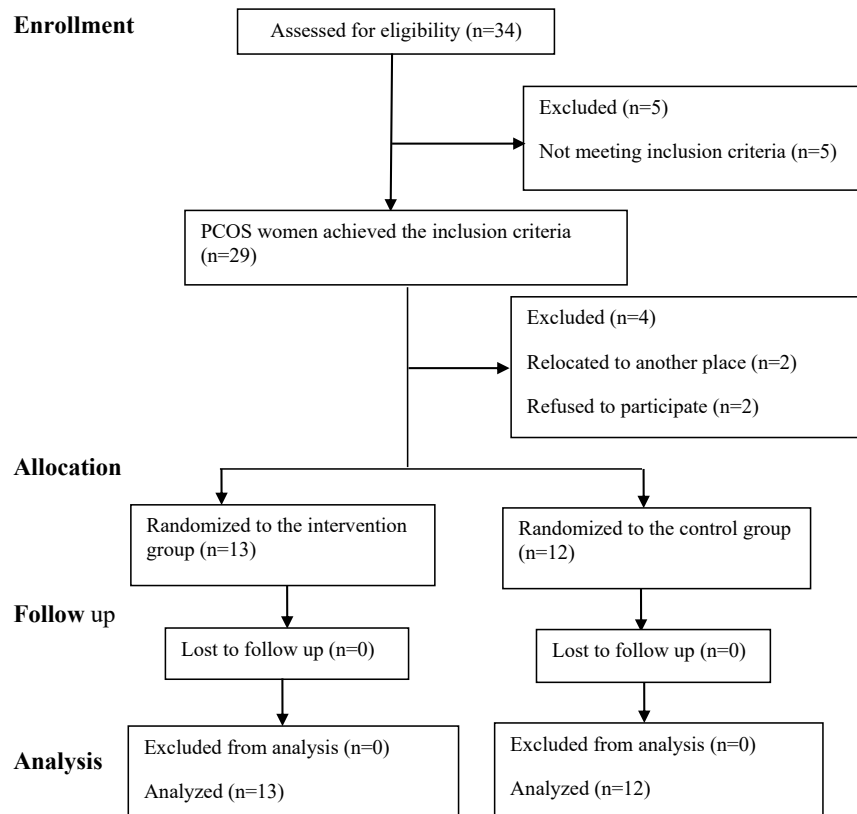 Enrollment
Assessed for eligibility (n=34)
Excluded (n=5)
Not meeting inclusion criteria (n=5)
PCOS women achieved the inclusion criteria
(n=29)
Excluded (n=4)
Relocated to another place (n=2)
Refused to participate (n=2)
Allocation
Randomized to the intervention
group (n=13)
Randomized to the control group
(n=12)
Follow up
Lost to follow up (n=0)
Lost to follow up (n=0)
Analysis
Excluded from analysis (n=0)
Analyzed (n=13)
Excluded from analysis (n=0)
Analyzed (n=12)